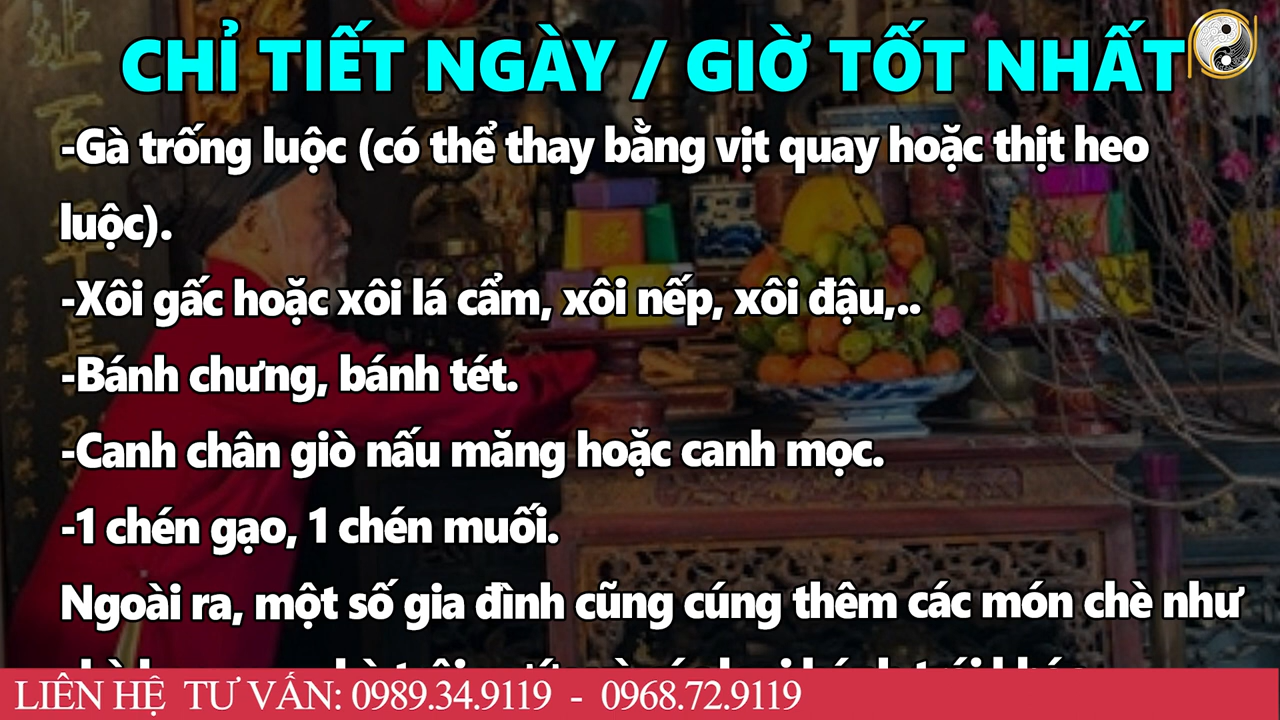 CHỈ TIẾT NGÀY / GIỜ TỐT NHẤT
-Gà trống luộc (có thể thay bằng vịt quay hoặc thịt heo
luộc).
-Xôi gấc hoặc xôi lá cẩm, xôi nếp, xôi đậu,..
-Bánh chưng, bánh tét.
-Canh chân giò nấu măng hoặc canh mọc.
-1 chén gạo, 1 chén muối.
Ngoài ra, một số gia đình cũng cúng thêm các món chè như
LIÊN HỆ TƯ VẤN: 0989.34.9119 - 0968.72.9119